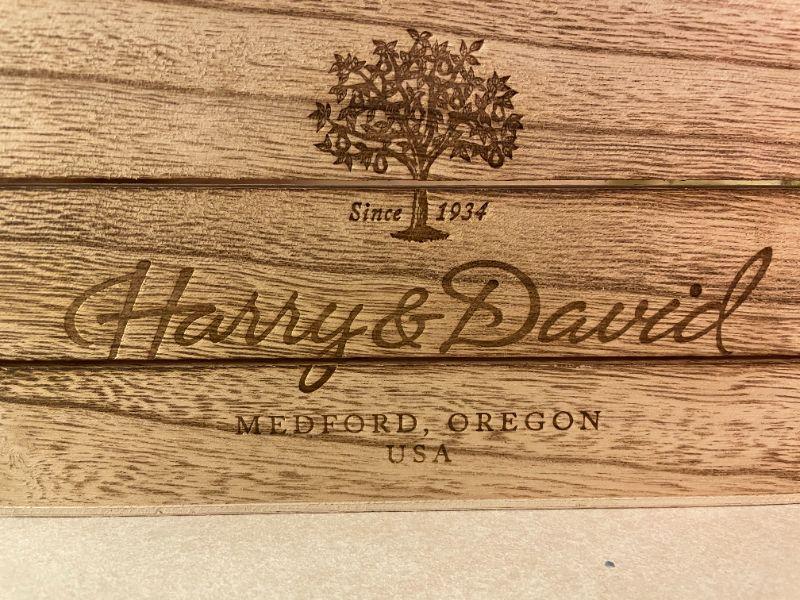 Since 1934
Harry & David
MEDFORD, OREGON
USA